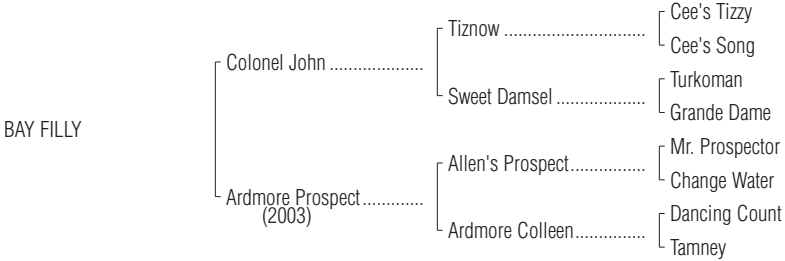 Cee's Tizzy
Tiznow ..............................
Cee's Song
Colonel John ....................
Turkoman
Sweet Damsel ...................
Grande Dame
BAY FILLY
Mr. Prospector
Allen's Prospect................
Change Water
Ardmore Prospect.............
(2003)
Dancing Count
Ardmore Colleen...............
Tamney